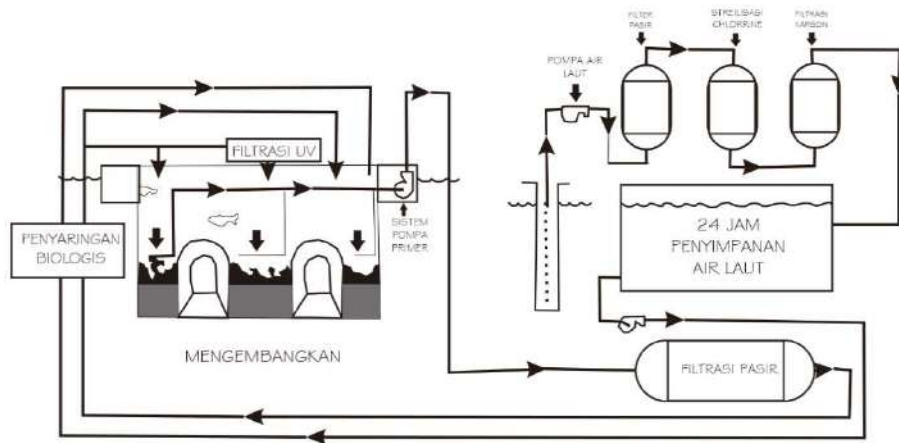 FILTER
PASIR
STREILISASI
CHLORRINE
FILTRASI
KARBON
POMPA AIR
LAUT
FILTRASI UV
SISTEM
POMPA
PRIMER
PENYARINGAN
BIOLOGIS
24 JAM
PENYIMPANAN
AIR LAUT
MENGEMBANGKAN
FILTRASI PASIR